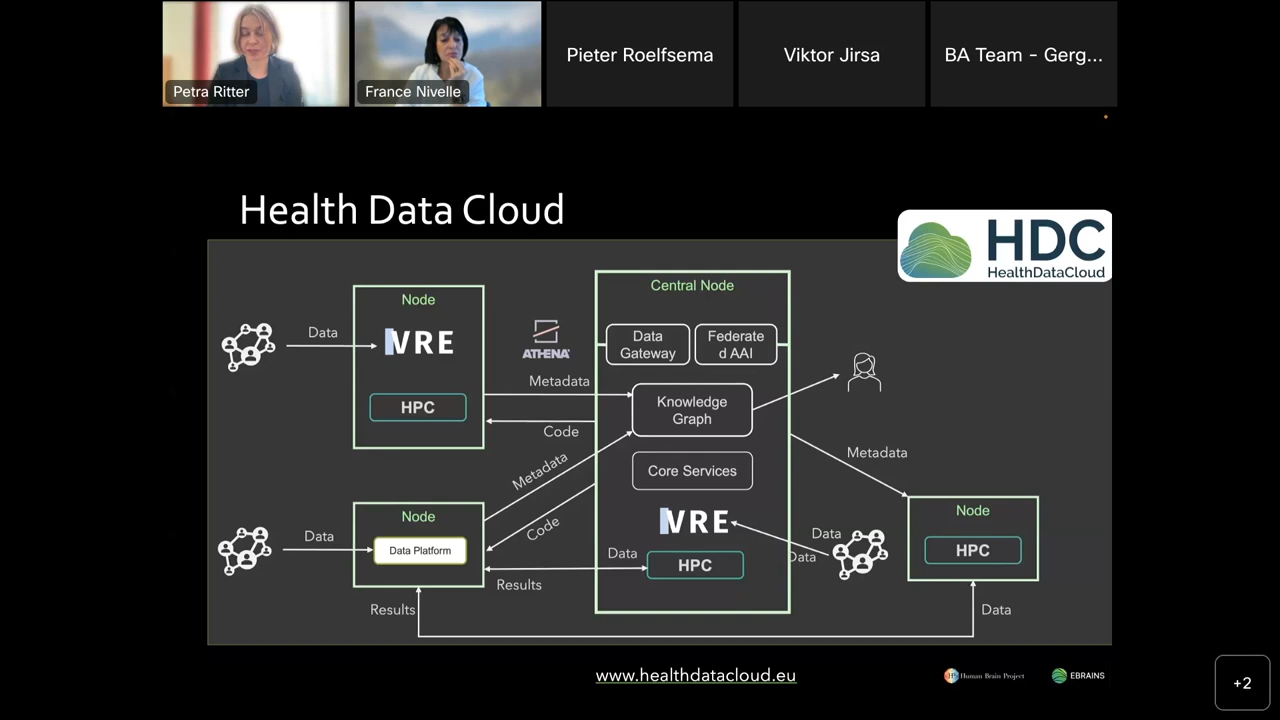 Petra Ritter
France Nivelle
Pieter Roelfsema
Viktor Jirsa
BA Team - Gerg...
Health Data Cloud
HDC
HealthDataCloud
Node
Data
VRE
HPC
ATHENA
Metadata
Code
Central Node
Data
Gateway
Federate
d AAI
Knowledge
Graph
Core Services
VRE
Data
HPC
Metadata
Code
Node
Data
Data Platform
Results
Results
Metadata
Data
Data
Node
HPC
Data
www.healthdatacloud.eu
Human Brain Project
EBRAINS
+2